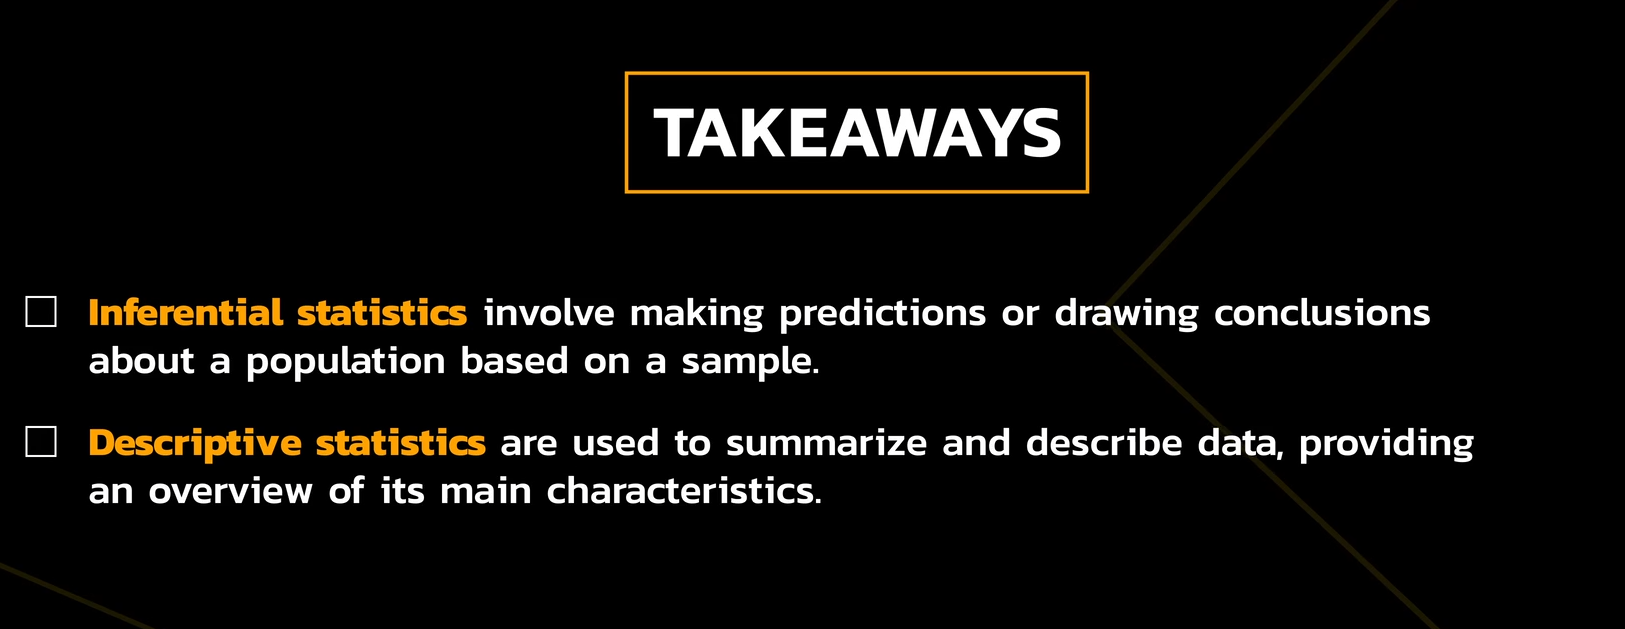 TAKEAWAYS
Inferential statistics involve making predictions or drawing conclusions
about a population based on a sample.
Descriptive statistics are used to summarize and describe data, providing
an overview of its main characteristics.